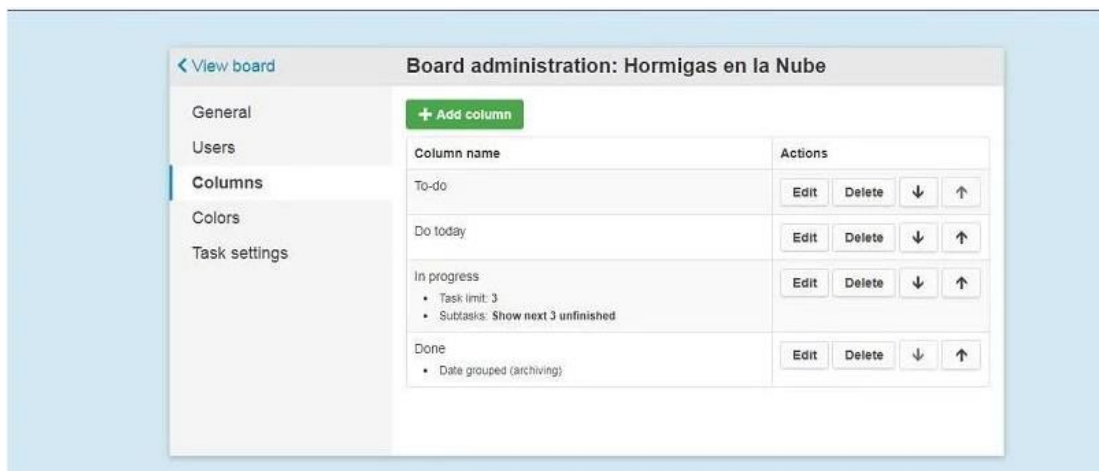 View board
Board administration: Hormigas en la Nube
General
Users
Columns
Colors
Task settings
+ Add column
Column name Actions
To-do Edit Delete ↓ ↑
Do today Edit Delete ↓ ↑
In progress Edit Delete ↓ ↑
• Task limit: 3
• Subtasks: Show next 3 unfinished
Done Edit Delete ↓ ↑
• Date grouped (archiving)